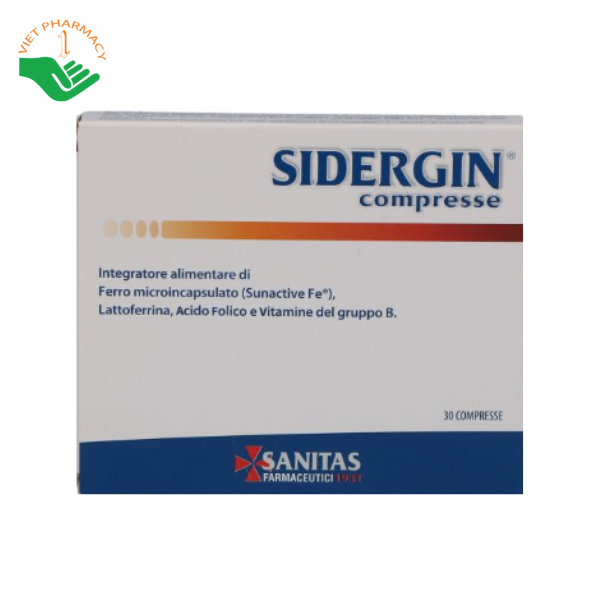 VIET PHARMACY
SIDERGIN®
compresse
Integratore alimentare di
Ferro microincapsulato (Sunactive Fe®),
Lattoferrina, Acido Folico e Vitamine del gruppo B.
30 COMPRESSE
SANITAS
FARMACEUTICI 1931